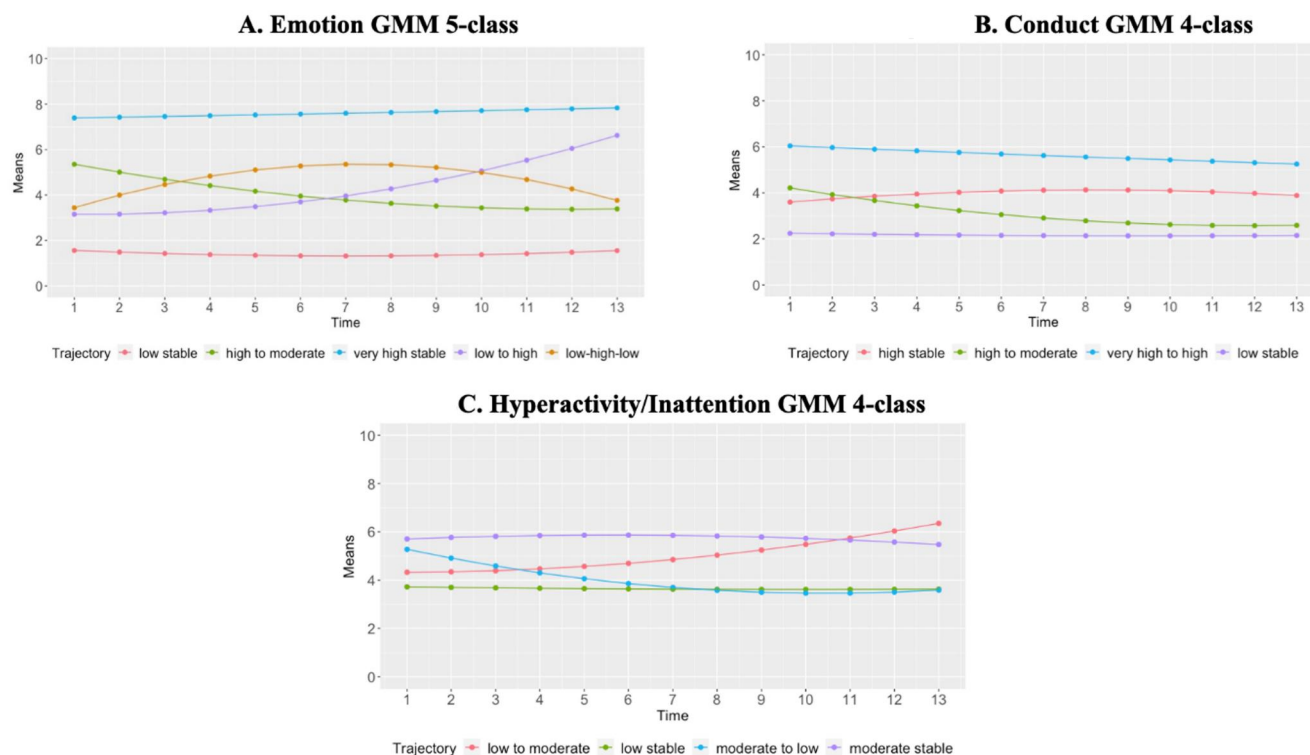 A. Emotion GMM 5-class
10
8
6
4
2
0
Means
1 2 3 4 5 6 7 8 9 10 11 12 13
Time
Trajectory low stable high to moderate very high stable low to high low-high-low
B. Conduct GMM 4-class
10
8
6
4
2
0
Means
1 2 3 4 5 6 7 8 9 10 11 12 13
Time
Trajectory high stable high to moderate very high to high low stable
C. Hyperactivity/Inattention GMM 4-class
10
8
6
4
2
0
Means
1 2 3 4 5 6 7 8 9 10 11 12 13
Time
Trajectory low to moderate low stable moderate to low moderate stable